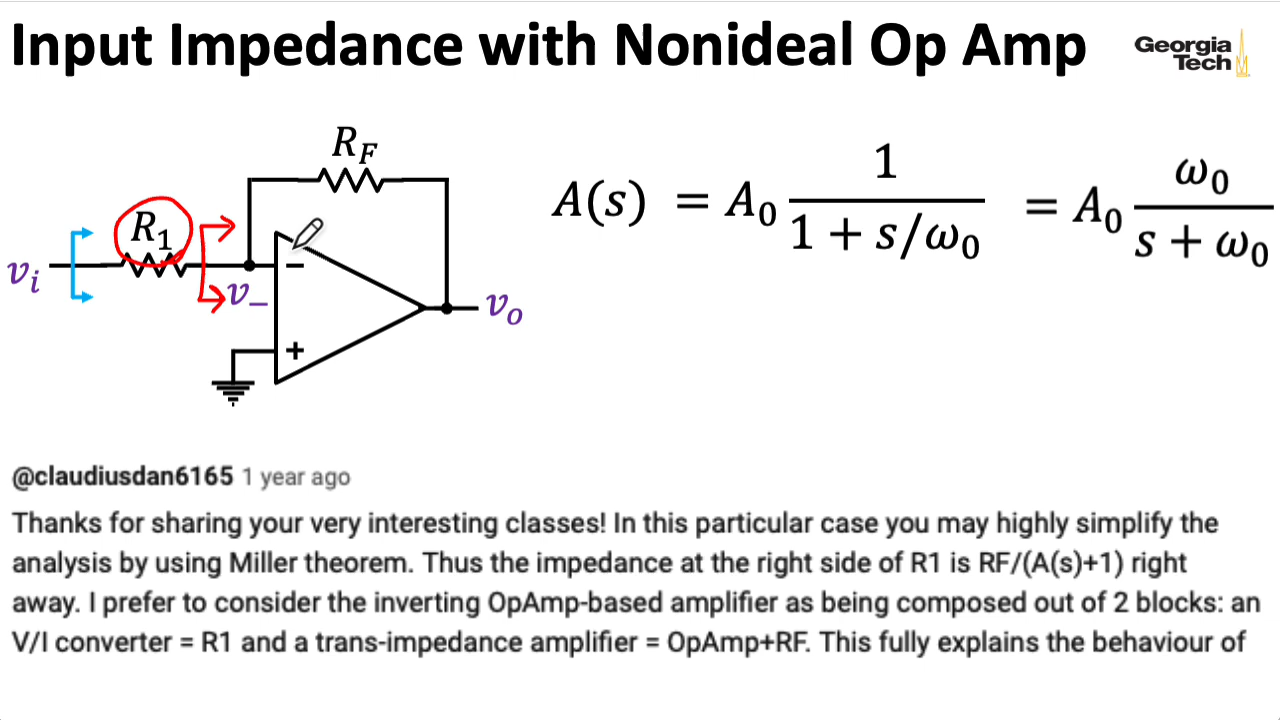 Input Impedance with Nonideal Op Amp
Georgia
Tech
R_F
R_1
v_i
v_−
−
+
v_o
A(s) = A_0 1/(1 + s/ω_0) = A_0 ω_0/(s + ω_0)
@claudiusdan6165 1 year ago
Thanks for sharing your very interesting classes! In this particular case you may highly simplify the
analysis by using Miller theorem. Thus the impedance at the right side of R1 is RF/(A(s)+1) right
away. I prefer to consider the inverting OpAmp-based amplifier as being composed out of 2 blocks: an
V/I converter = R1 and a trans-impedance amplifier = OpAmp+RF. This fully explains the behaviour of